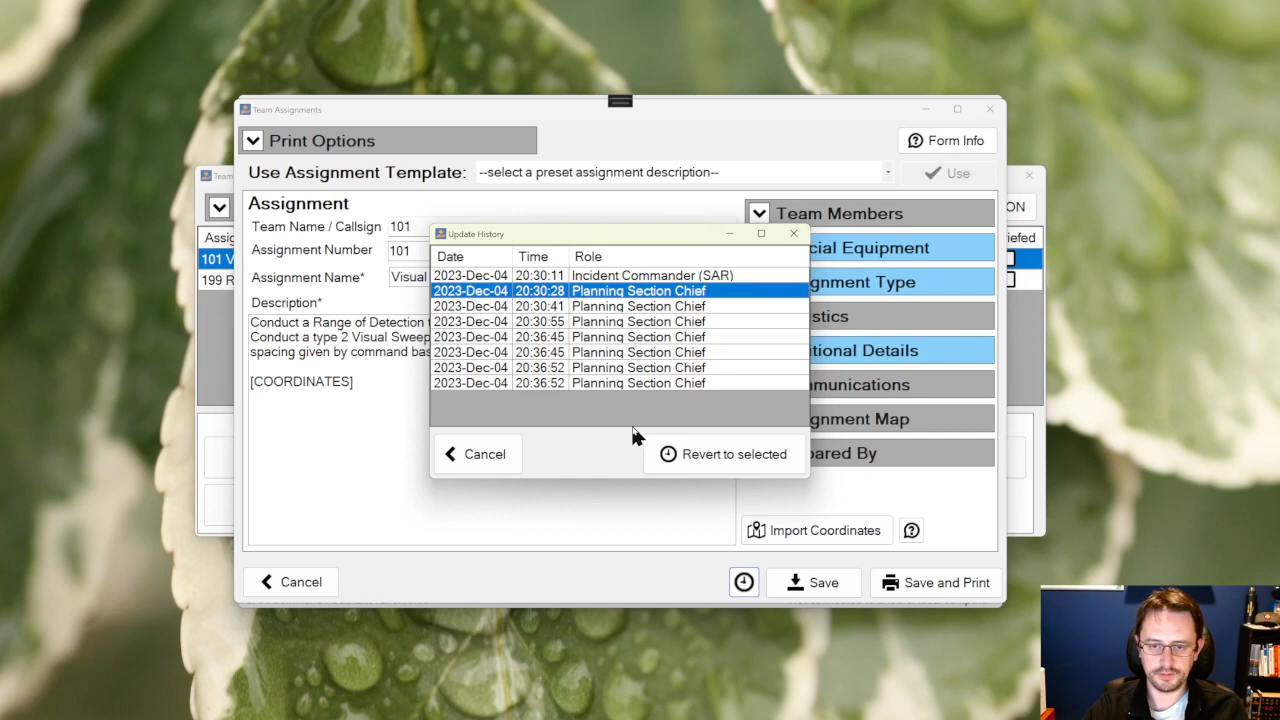 Team Assignments
Print Options
Form Info
Use Assignment Template:
--select a preset assignment description--
Use
Team
ON
Assignment
Team Members
Team Name / Callsign
101
Assignment Number
101
Assignment Name*
Visual
Description*
Conduct a Range of Detection
Conduct a type 2 Visual Sweep
spacing given by command bas
[COORDINATES]
Assig
101 V
199 R
iefed
Update History
Date Time Role
2023-Dec-04 20:30:11 Incident Commander (SAR)
2023-Dec-04 20:30:28 Planning Section Chief
2023-Dec-04 20:30:41 Planning Section Chief
2023-Dec-04 20:30:55 Planning Section Chief
2023-Dec-04 20:36:45 Planning Section Chief
2023-Dec-04 20:36:45 Planning Section Chief
2023-Dec-04 20:36:52 Planning Section Chief
2023-Dec-04 20:36:52 Planning Section Chief
Cancel
Revert to selected
cial Equipment
gnment Type
stics
itional Details
munications
gnment Map
pared By
Import Coordinates
Cancel
Save
Save and Print